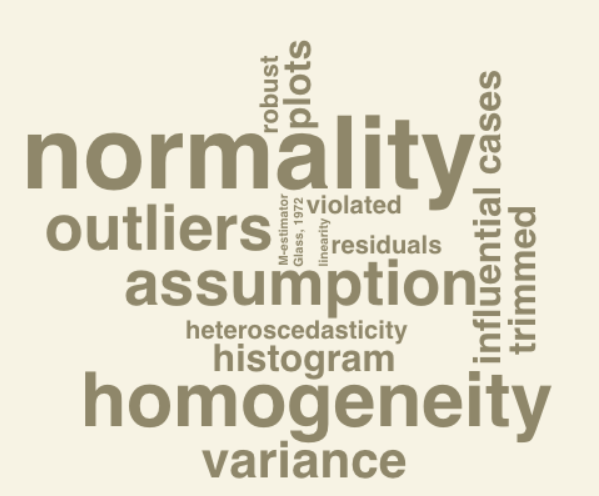 robust
plots
normality
influential cases
outliers
M-estimator
Glass, 1972
linearity
violated
residuals
trimmed
assumption
heteroscedasticity
histogram
homogeneity
variance